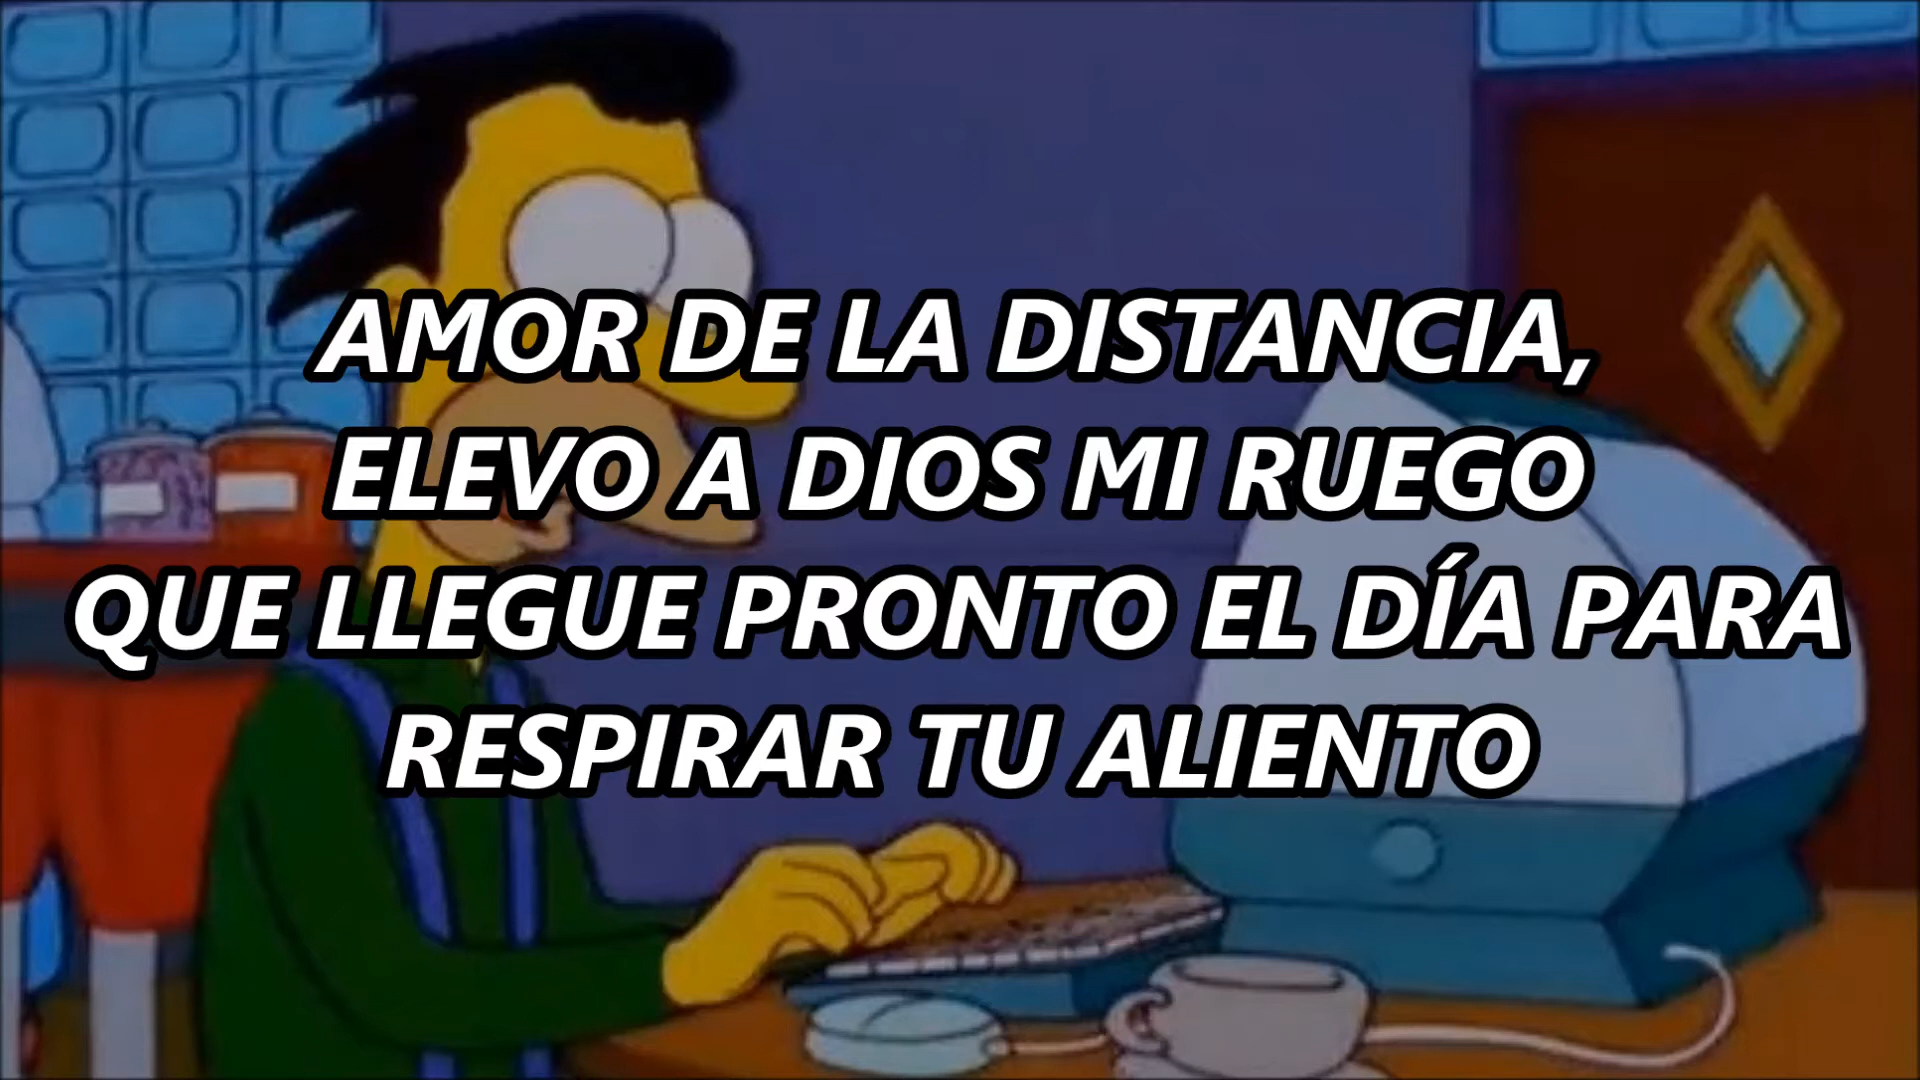 AMOR DE LA DISTANCIA,
ELEVO A DIOS MI RUEGO
QUE LLEGUE PRONTO EL DÍA PARA
RESPIRAR TU ALIENTO